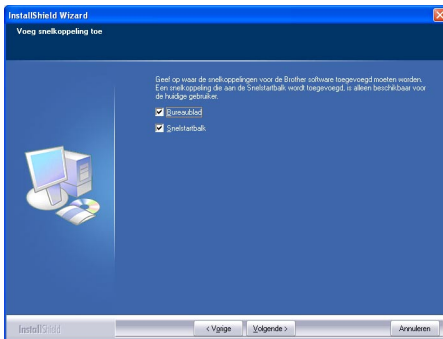 InstallShield Wizard
Voeg snelkoppeling toe
Geef op waar de snelkoppelingen voor de Brother software toegevoegd moeten worden.
Een snelkoppeling die aan de Snelstartbalk wordt toegevoegd, is alleen beschikbaar voor
de huidige gebruiker.
Bureaublad
Snelstartbalk
InstallShield
< Vorige
Volgende >
Annuleren